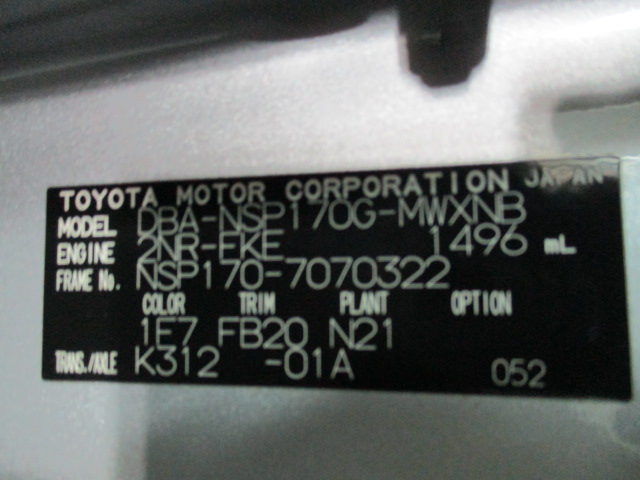 TOYOTA MOTOR CORPORATION JAPAN
MODEL DBA-NSP170G-MWXNB
ENGINE 2NR-FKE 1496 mL
FRAME No. NSP170-7070322
COLOR TRIM PLANT OPTION
1F7 FB20 N21
TRANS./AXLE K312 -01A
052